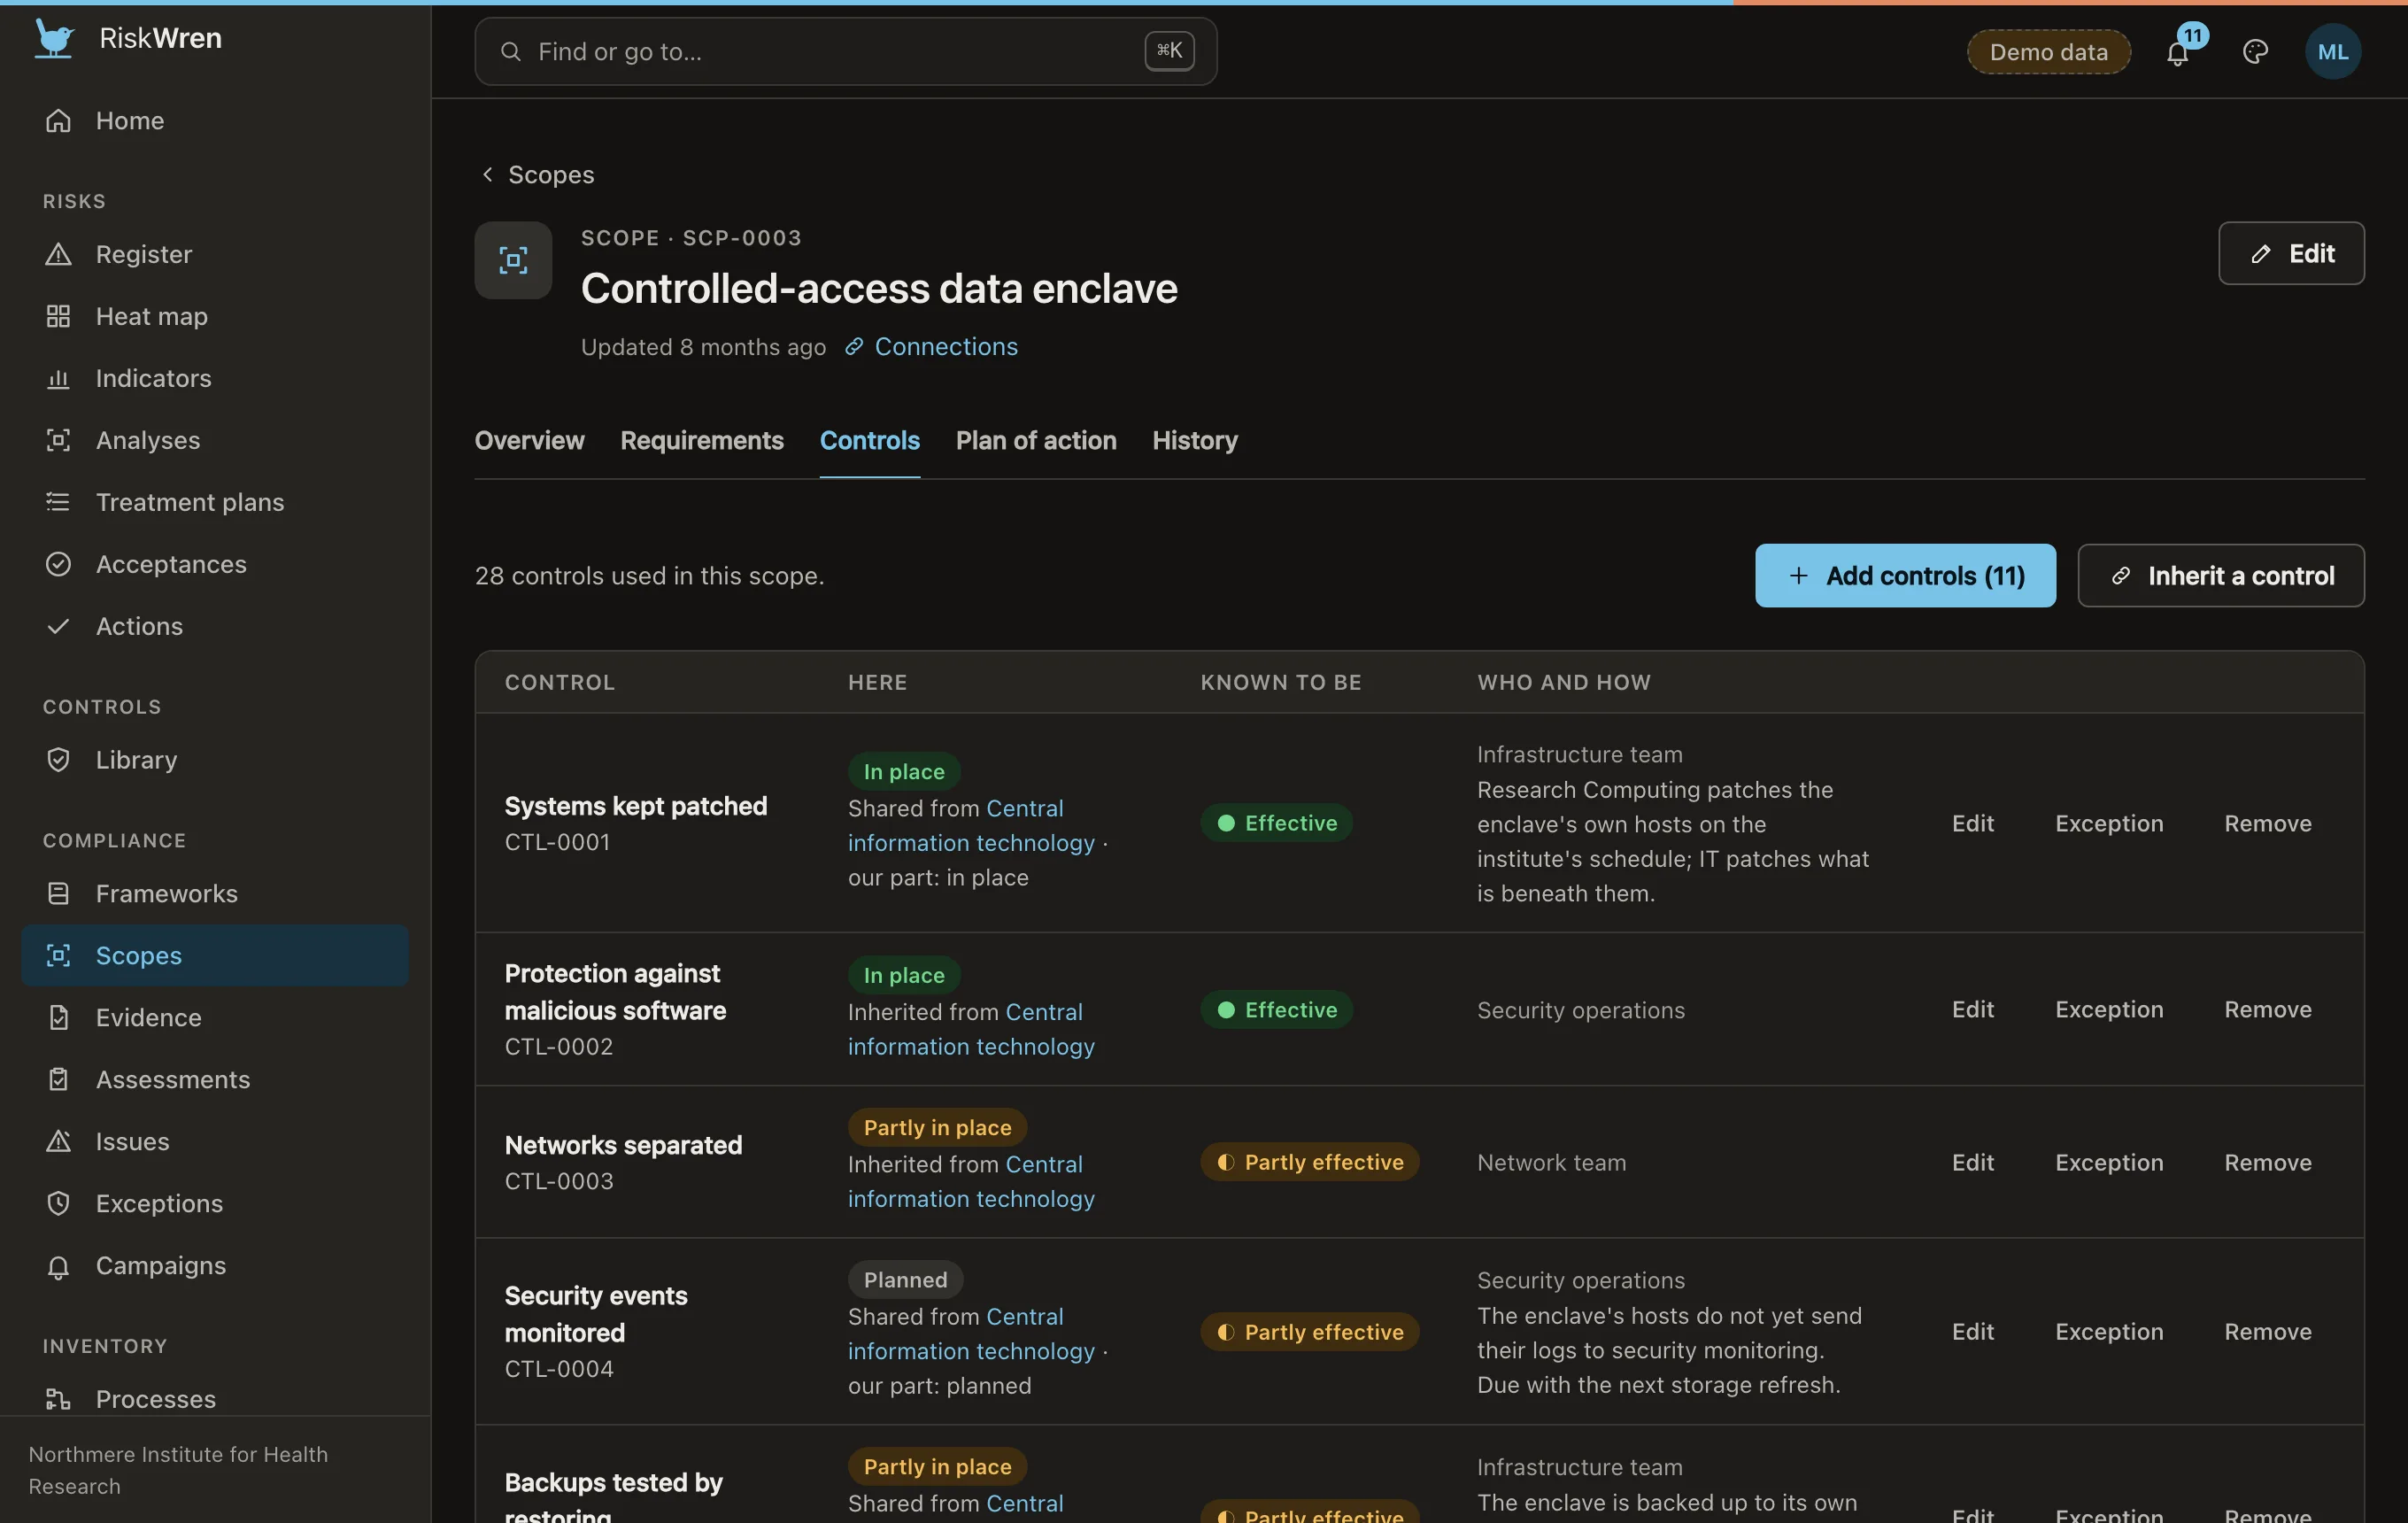 RiskWren
Find or go to...
⌘K
Demo data
11
ML
Home
RISKS
Register
Heat map
Indicators
Analyses
Treatment plans
Acceptances
Actions
CONTROLS
Library
COMPLIANCE
Frameworks
Scopes
Evidence
Assessments
Issues
Exceptions
Campaigns
INVENTORY
Processes
Northmere Institute for Health
Research
Scopes
SCOPE · SCP-0003
Controlled-access data enclave
Updated 8 months ago Connections
Edit
Overview Requirements Controls Plan of action History
28 controls used in this scope.
Add controls (11)
Inherit a control
CONTROL HERE KNOWN TO BE WHO AND HOW
Systems kept patched
CTL-0001
In place
Shared from Central
information technology ·
our part: in place
Effective
Infrastructure team
Research Computing patches the
enclave's own hosts on the
institute's schedule; IT patches what
is beneath them.
Edit Exception Remove
Protection against
malicious software
CTL-0002
In place
Inherited from Central
information technology
Effective
Security operations
Edit Exception Remove
Networks separated
CTL-0003
Partly in place
Inherited from Central
information technology
Partly effective
Network team
Edit Exception Remove
Security events
monitored
CTL-0004
Planned
Shared from Central
information technology ·
our part: planned
Partly effective
Security operations
The enclave's hosts do not yet send
their logs to security monitoring.
Due with the next storage refresh.
Edit Exception Remove
Backups tested by
restoring
Partly in place
Shared from Central
Partly effective
Infrastructure team
The enclave is backed up to its own
Edit Exception Remove